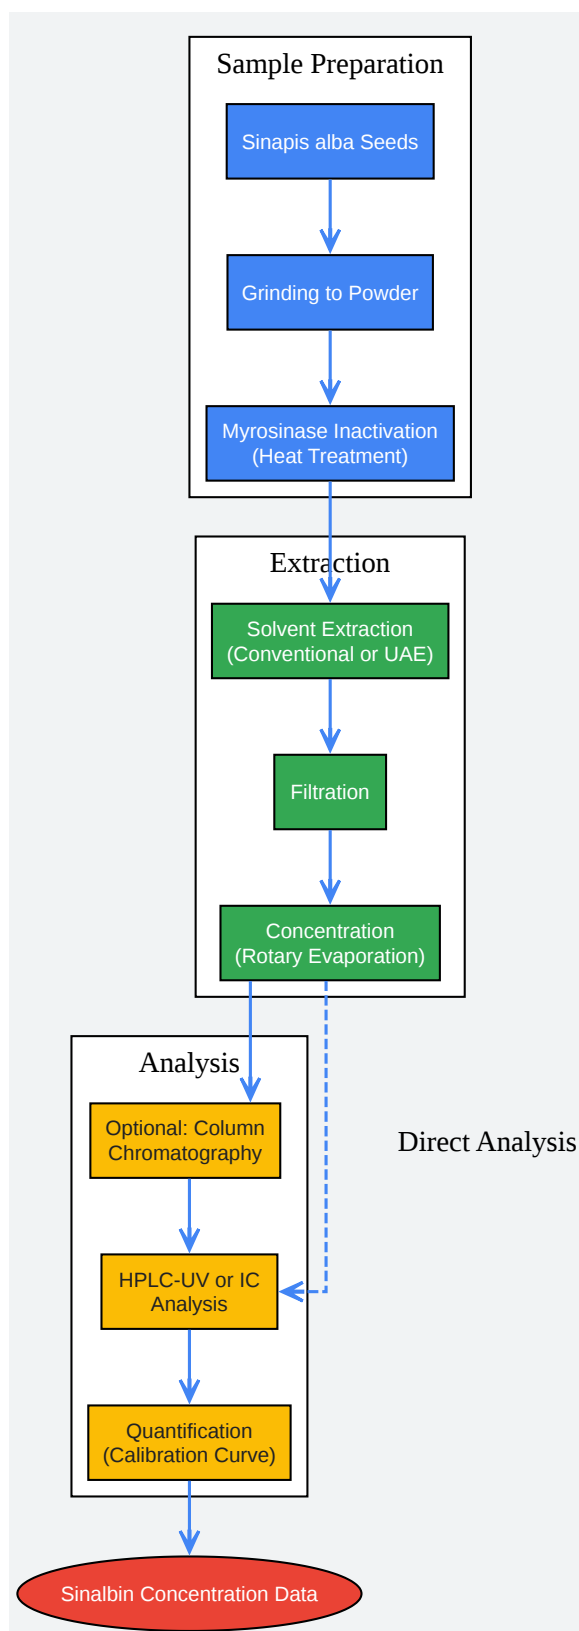 Sample Preparation
Sinapis alba Seeds
Grinding to Powder
Myrosinase Inactivation
(Heat Treatment)
Extraction
Solvent Extraction
(Conventional or UAE)
Filtration
Concentration
(Rotary Evaporation)
Analysis
Optional: Column
Chromatography
Direct Analysis
HPLC-UV or IC
Analysis
Quantification
(Calibration Curve)
Sinalbin Concentration Data